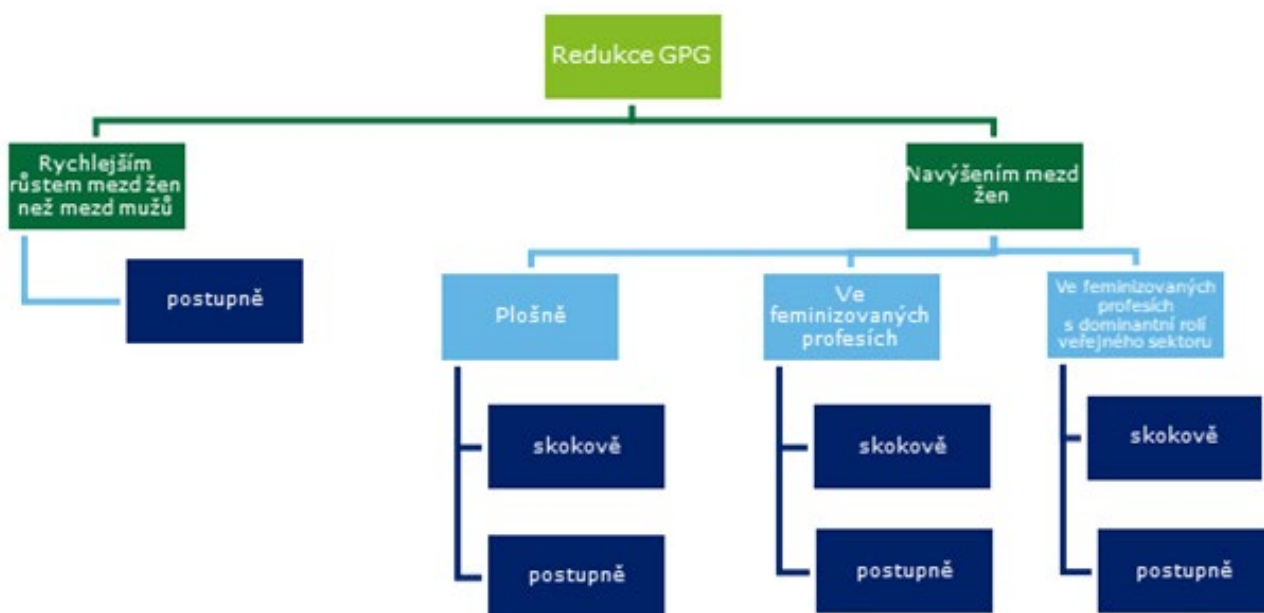 Redukce GPG
Rychlejším
růstem mezd žen
než mezd mužů
Navýšením mezd
žen
postupně
Plošně
Ve
feminizovaných
profesích
Ve feminizovaných
profesích
s dominantní rolí
veřejného sektoru
skokově
skokově
skokově
postupně
postupně
postupně